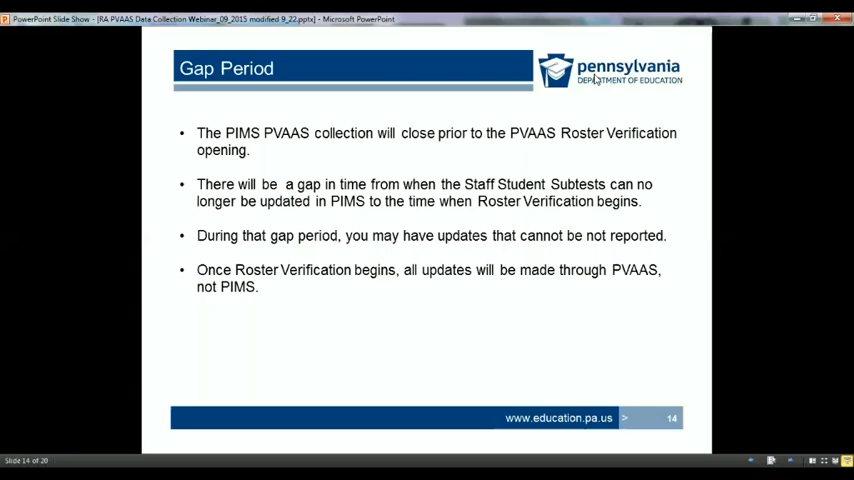 PowerPoint Slide Show - [RA PVAAS Data Collection Webinar_09_2015 modified 9_22.pptx] - Microsoft PowerPoint
Gap Period
pennsylvania
DEPARTMENT OF EDUCATION
• The PIMS PVAAS collection will close prior to the PVAAS Roster Verification
opening.
• There will be a gap in time from when the Staff Student Subtests can no
longer be updated in PIMS to the time when Roster Verification begins.
• During that gap period, you may have updates that cannot be not reported.
• Once Roster Verification begins, all updates will be made through PVAAS,
not PIMS.
www.education.pa.us > 14
Slide 14 of 20